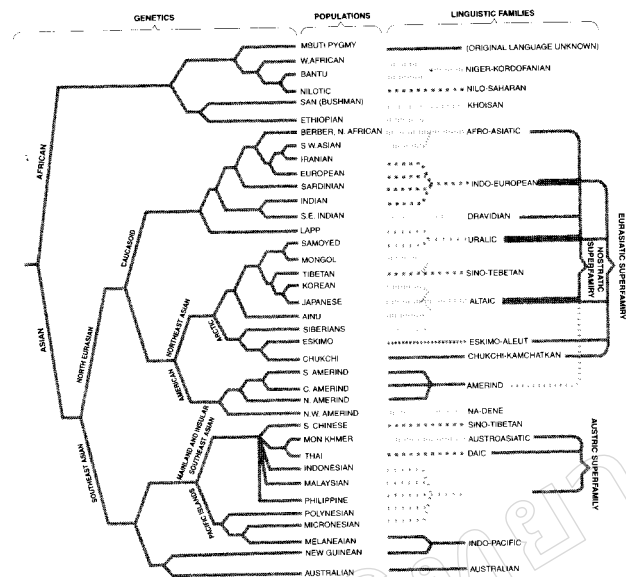 GENETICS
POPULATIONS
LINGUISTIC FAMILIES
MBUTI PYGMY
(ORIGINAL LANGUAGE UNKNOWN)
W.AFRICAN
NIGER-KORDOFANIAN
BANTU
NILOTIC
NILO-SAHARAN
SAN (BUSHMAN)
KHOISAN
ETHIOPIAN
BERBER, N. AFRICAN
AFRO-ASIATIC
S.W.ASIAN
IRANIAN
EUROPEAN
INDO-EUROPEAN
SARDINIAN
INDIAN
S.E. INDIAN
DRAVIDIAN
LAPP
URALIC
SAMOYED
MONGOL
TIBETAN
SINO-TEBETAN
KOREAN
JAPANESE
ALTAIC
AINU
SIBERIANS
ESKIMO
ESKIMO-ALEUT
CHUKCHI
CHUKCHI-KAMCHATKAN
S. AMERIND
C. AMERIND
AMERIND
N. AMERIND
N.W. AMERIND
NA-DENE
S. CHINESE
SINO-TIBETAN
MON KHMER
AUSTROASIATIC
THAI
DAIC
INDONESIAN
MALAYSIAN
PHILIPPINE
POLYNESIAN
MICRONESIAN
MELANEAIAN
INDO-PACIFIC
NEW GUINEAN
AUSTRALIAN
AUSTRALIAN
AFRICAN
ASIAN
NORTH EURASIAN
SOUTHEAST ASIAN
CAUCASOID
NORTHEAST ASIAN
ARCTIC
AMERICAN
MAINLAND AND INSULAR
SOUTHEAST ASIAN
PACIFIC ISLANDS
NOSTRATIC
SUPERFAMIRY
EURASIATIC SUPERFAMIRY
AUSTRIC SUPERFAMILY